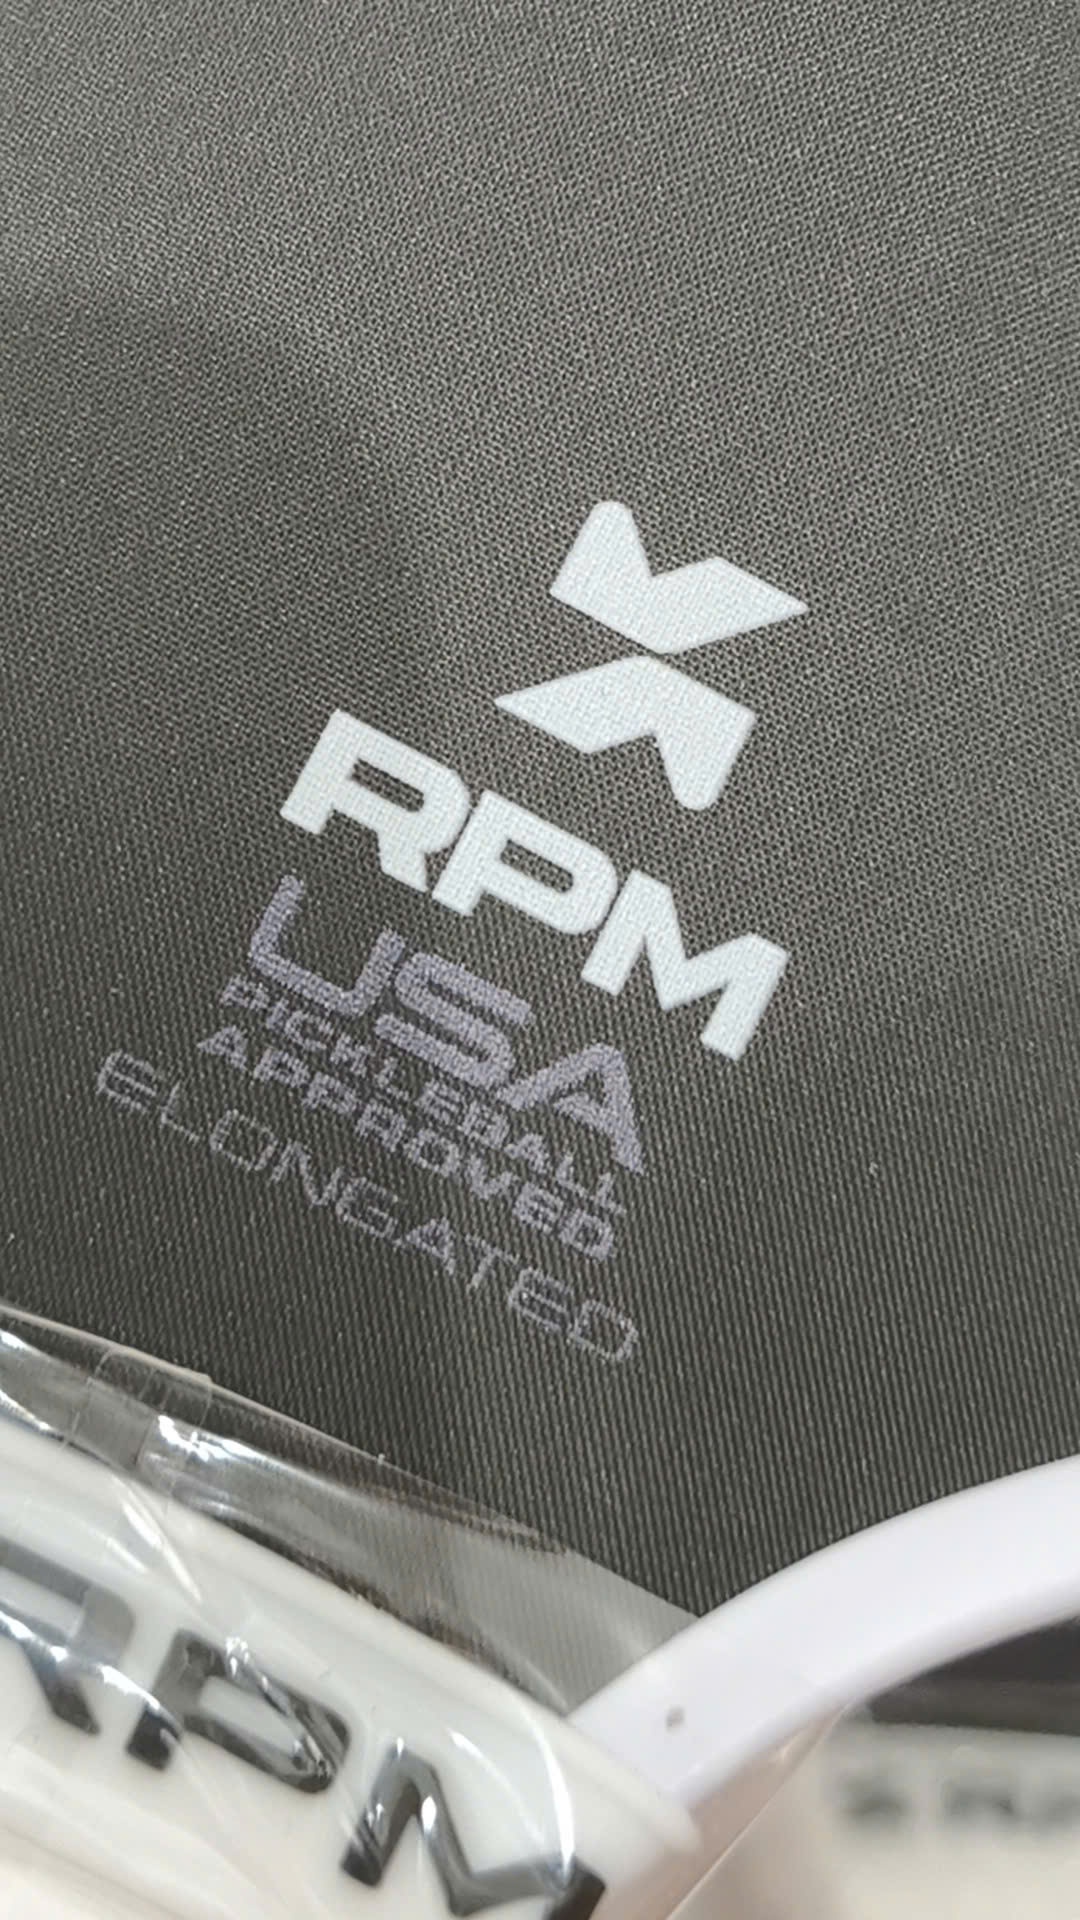 RPM
USA
PICKLEBALL
APPROVED
ELONGATED
RPM